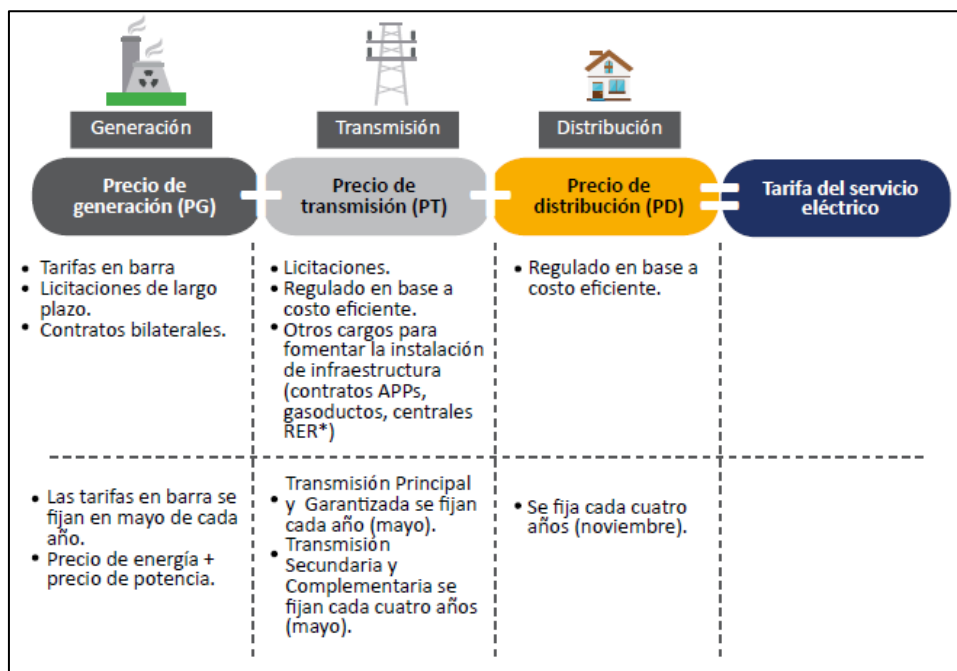 Generación
Transmisión
Distribución
Precio de
generación (PG)
Precio de
transmisión (PT)
Precio de
distribución (PD)
Tarifa del servicio
eléctrico
• Tarifas en barra
• Licitaciones de largo
plazo.
• Contratos bilaterales.
• Licitaciones.
• Regulado en base a
costo eficiente.
• Otros cargos para
fomentar la instalación
de infraestructura
(contratos APPs,
gasoductos, centrales
RER*)
• Regulado en base a
costo eficiente.
• Las tarifas en barra se
fijan en mayo de cada
año.
• Precio de energía +
precio de potencia.
Transmisión Principal
• y Garantizada se fijan
cada año (mayo).
• Transmisión
Secundaria y
Complementaria se
fijan cada cuatro años
(mayo).
• Se fija cada cuatro
años (noviembre).